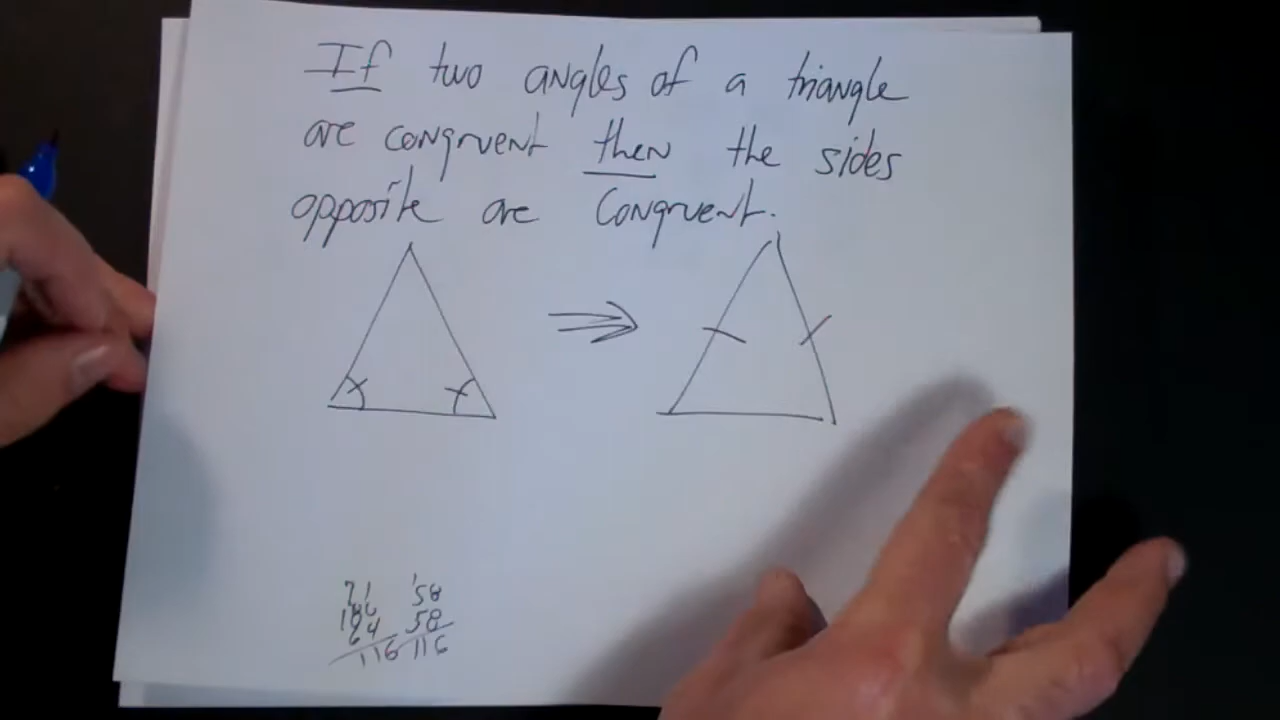 If two angles of a triangle
are congruent then the sides
opposite are congruent.
58
58
116 116